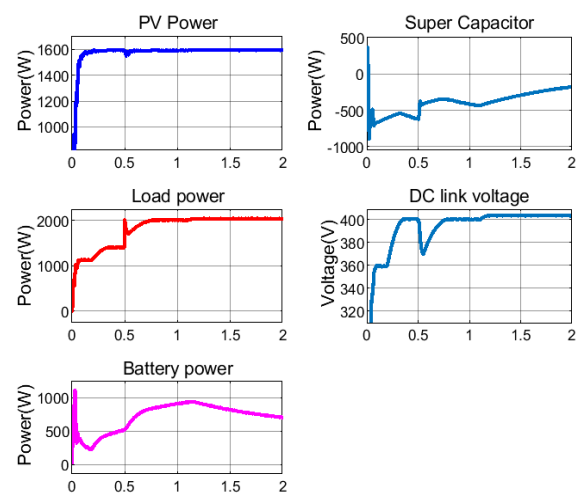 PV Power
Power(W)
1600
1400
1200
1000
0 0.5 1 1.5 2
Super Capacitor
Power(W)
500
0
-500
-1000
0 0.5 1 1.5 2
Load power
Power(W)
2000
1000
0
0 0.5 1 1.5 2
DC link voltage
Voltage(V)
400
380
360
340
320
0 0.5 1 1.5 2
Battery power
Power(W)
1000
500
0
0 0.5 1 1.5 2